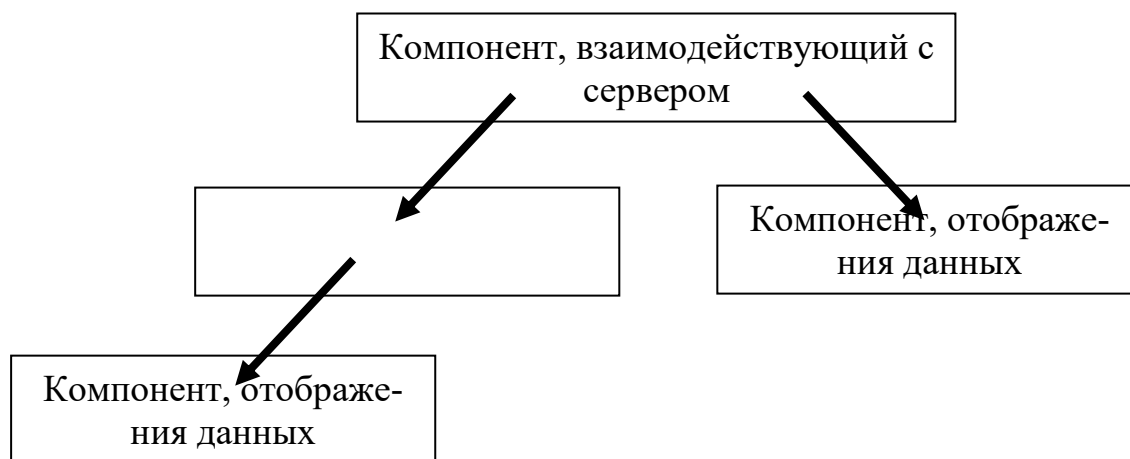 Компонент, взаимодействующий с
сервером
Компонент, отображе-
ния данных
Компонент, отображе-
ния данных